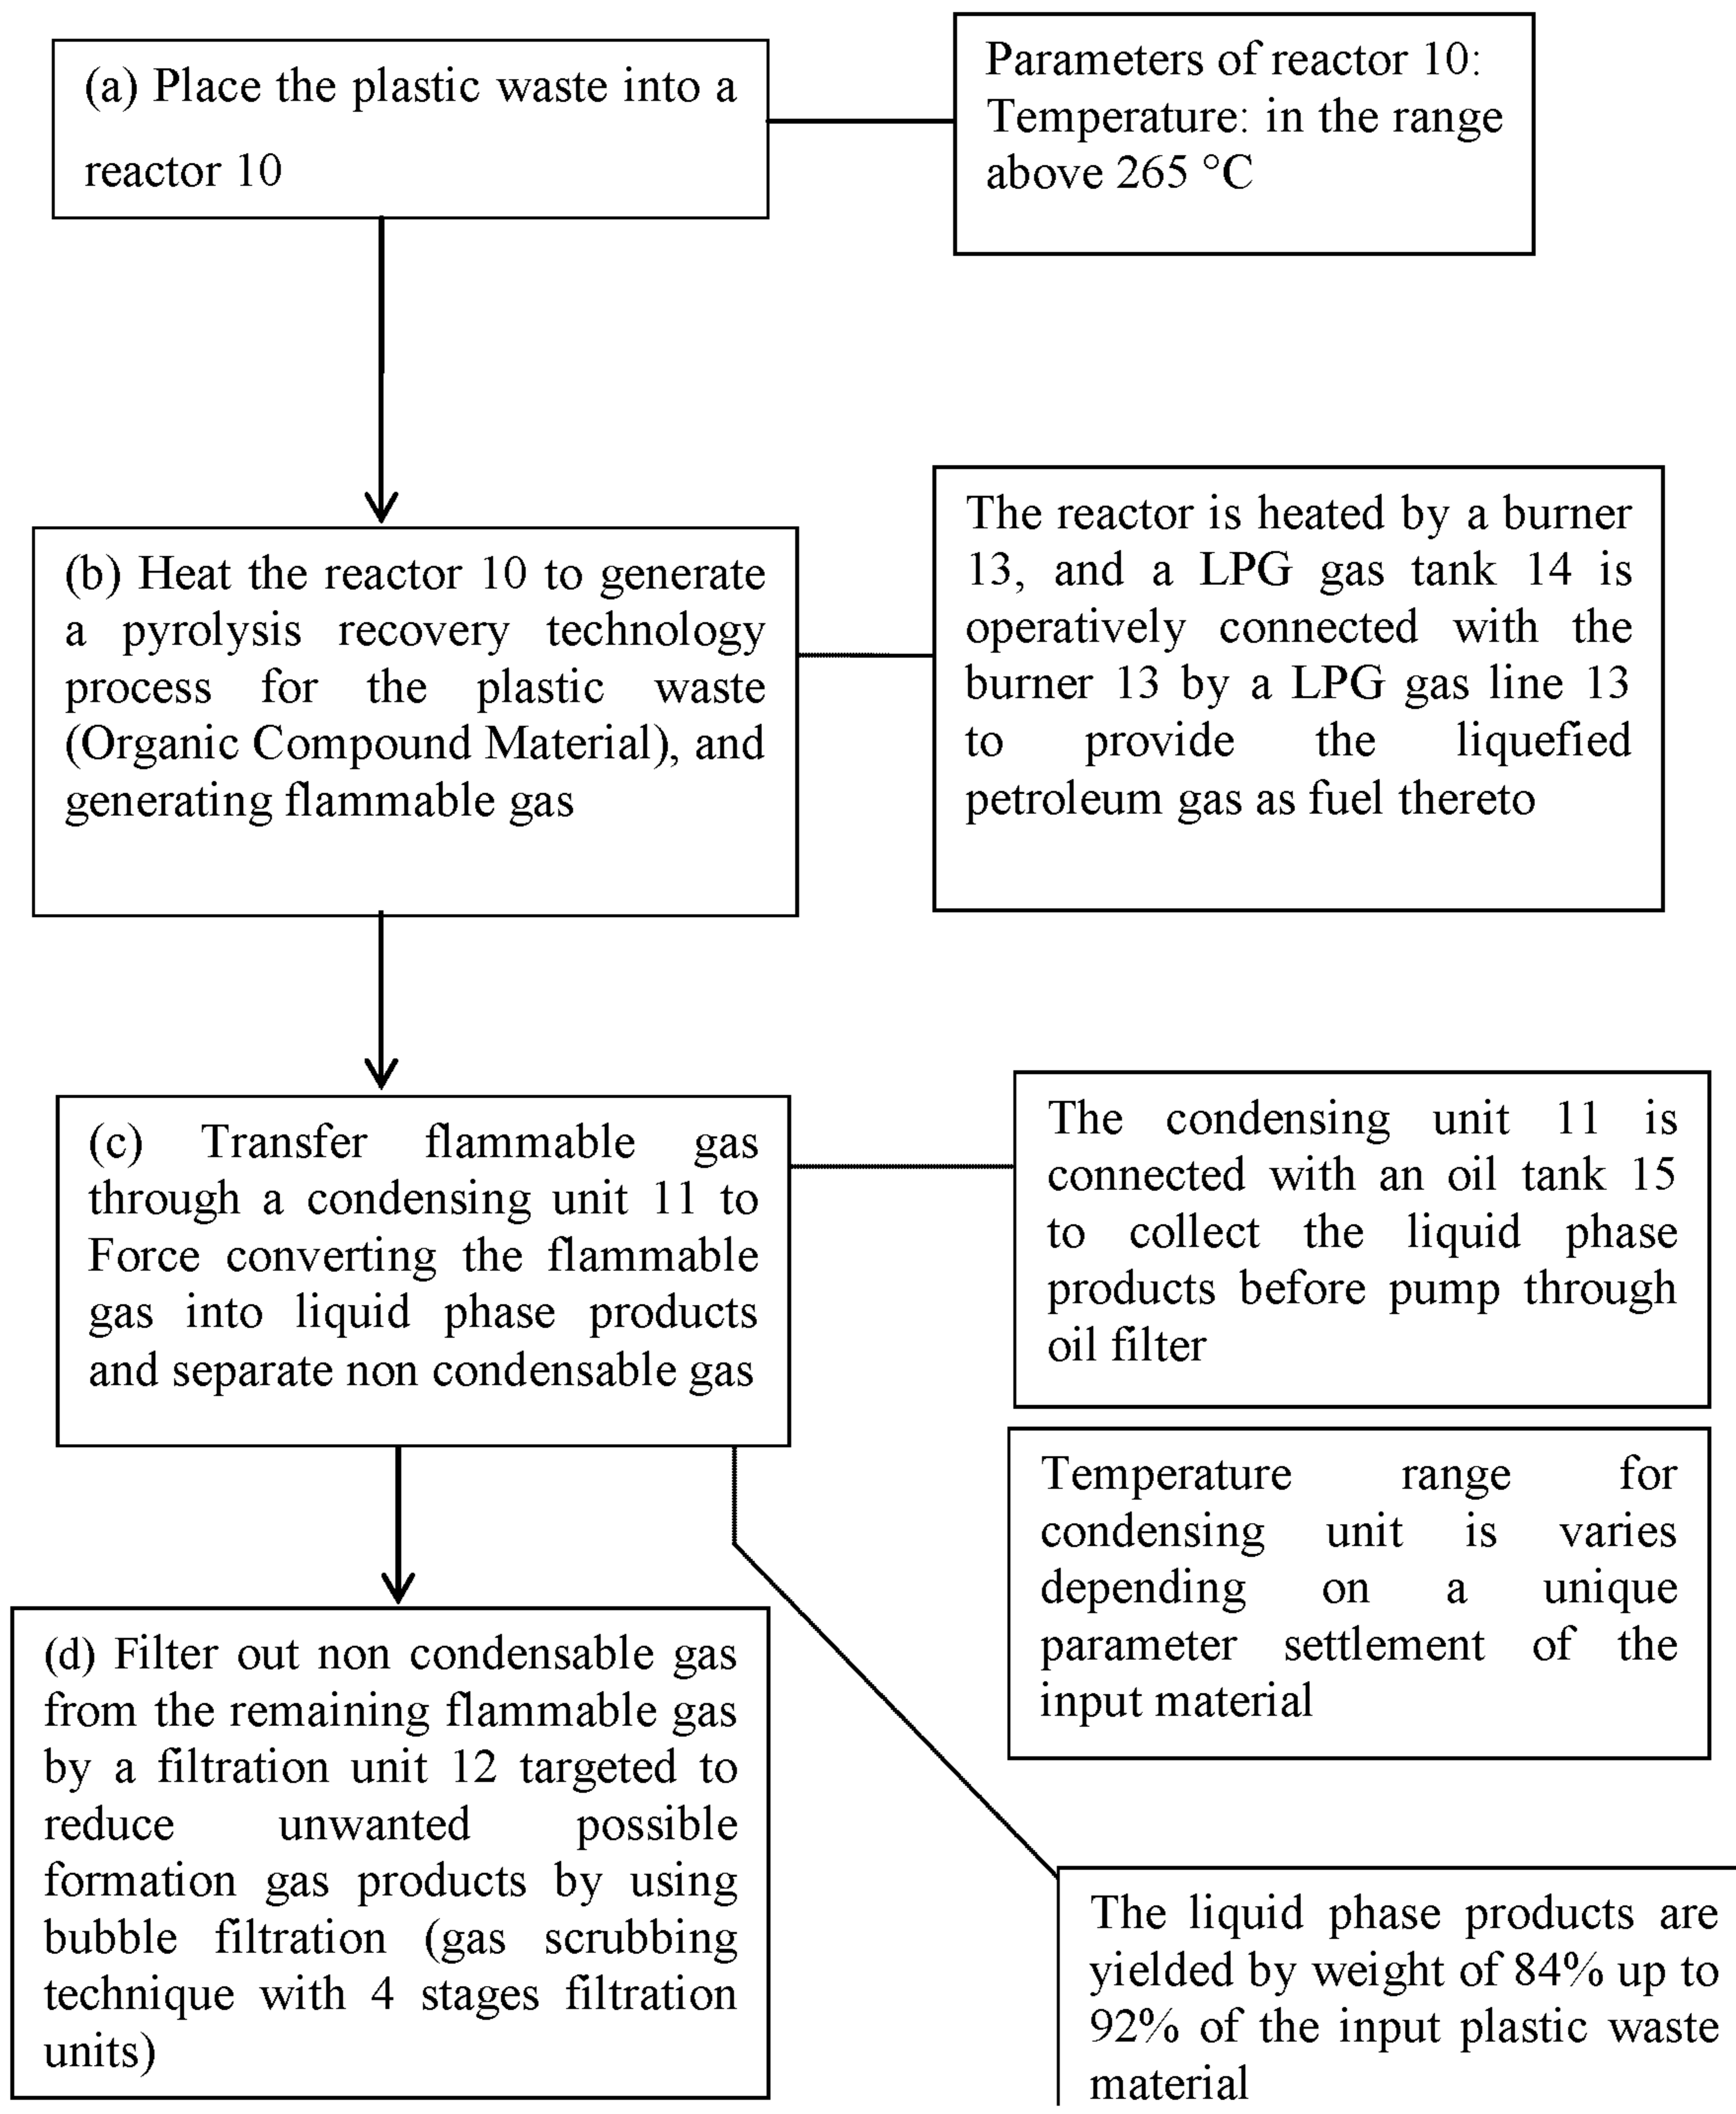 (a) Place the plastic waste into a
reactor 10
Parameters of reactor 10:
Temperature: in the range
above 265 °C
(b) Heat the reactor 10 to generate
a pyrolysis recovery technology
process for the plastic waste
(Organic Compound Material), and
generating flammable gas
The reactor is heated by a burner
13, and a LPG gas tank 14 is
operatively connected with the
burner 13 by a LPG gas line 13
to provide the liquefied
petroleum gas as fuel thereto
(c) Transfer flammable gas
through a condensing unit 11 to
Force converting the flammable
gas into liquid phase products
and separate non condensable gas
The condensing unit 11 is
connected with an oil tank 15
to collect the liquid phase
products before pump through
oil filter
Temperature range for
condensing unit is varies
depending on a unique
parameter settlement of the
input material
(d) Filter out non condensable gas
from the remaining flammable gas
by a filtration unit 12 targeted to
reduce unwanted possible
formation gas products by using
bubble filtration (gas scrubbing
technique with 4 stages filtration
units)
The liquid phase products are
yielded by weight of 84% up to
92% of the input plastic waste
material